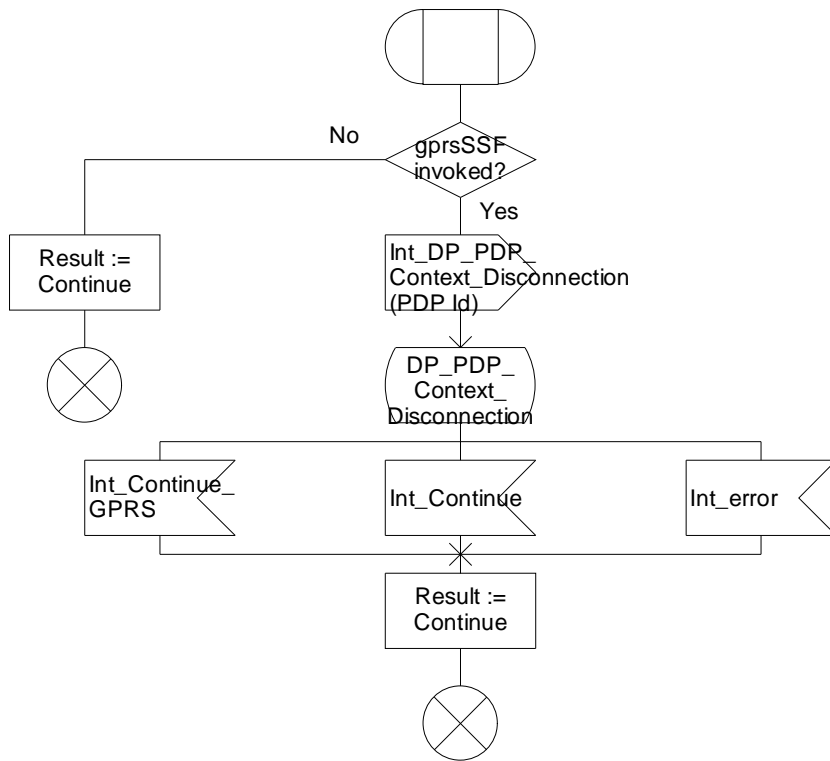 No
gprsSSF
invoked?
Yes
Result :=
Continue
Int_DP_PDP_
Context_Disconnection
(PDP Id)
DP_PDP_
Context_
Disconnection
Int_Continue_
GPRS
Int_Continue
Int_error
Result :=
Continue